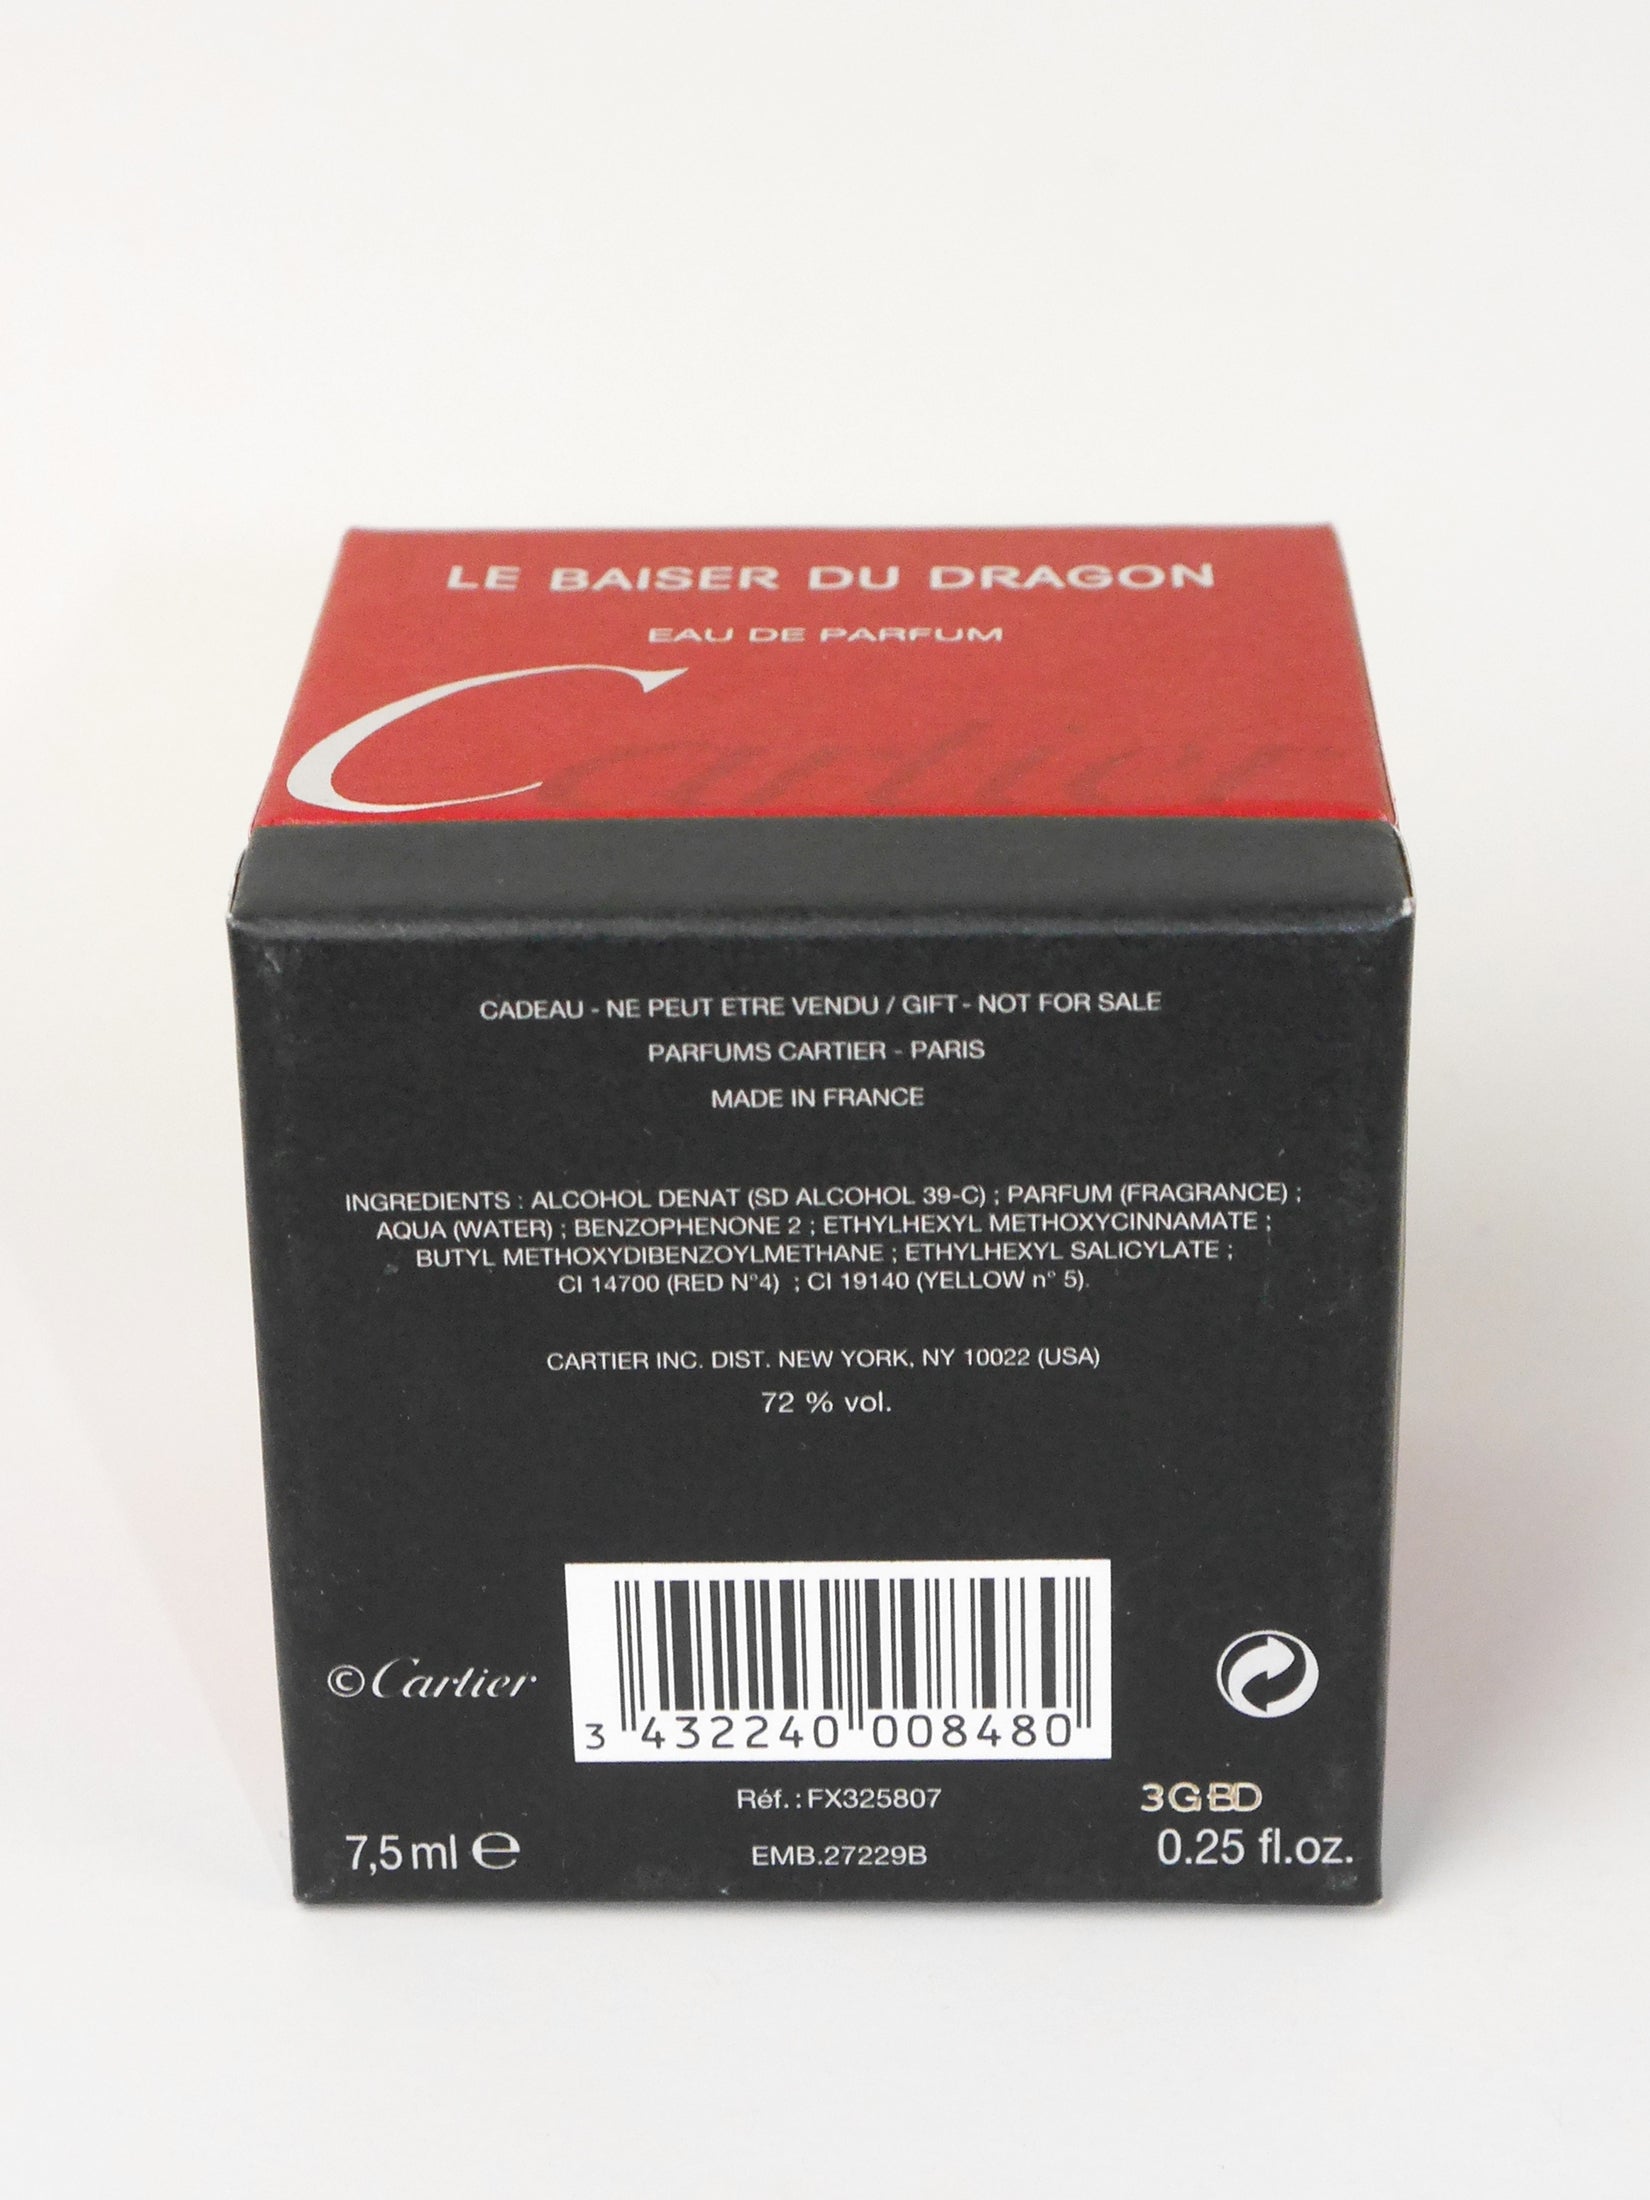 LE BAISER DU DRAGON
EAU DE PARFUM
Cartier
CADEAU - NE PEUT ETRE VENDU / GIFT - NOT FOR SALE
PARFUMS CARTIER - PARIS
MADE IN FRANCE
INGREDIENTS : ALCOHOL DENAT (SD ALCOHOL 39-C) ; PARFUM (FRAGRANCE) ;
AQUA (WATER) ; BENZOPHENONE 2 ; ETHYLHEXYL METHOXYCINNAMATE ;
BUTYL METHOXYDIBENZOYLMETHANE ; ETHYLHEXYL SALICYLATE ;
CI 14700 (RED N°4) ; CI 19140 (YELLOW n° 5).
CARTIER INC. DIST. NEW YORK, NY 10022 (USA)
72 % vol.
© Cartier
3 432240 008480
Réf. : FX325807
3GBD
7,5 ml ℮
EMB.27229B
0.25 fl.oz.